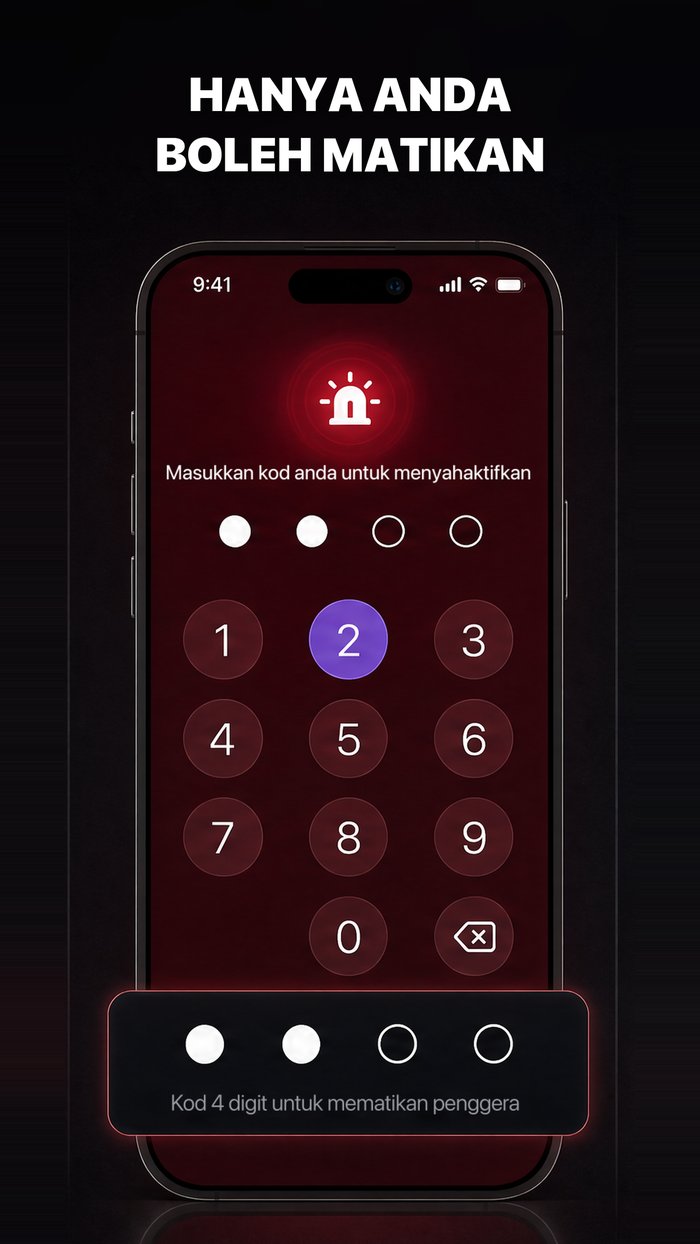 HANYA ANDA
BOLEH MATIKAN
9:41
Masukkan kod anda untuk menyahaktifkan
1 2 3
4 5 6
7 8 9
0
Kod 4 digit untuk mematikan penggera